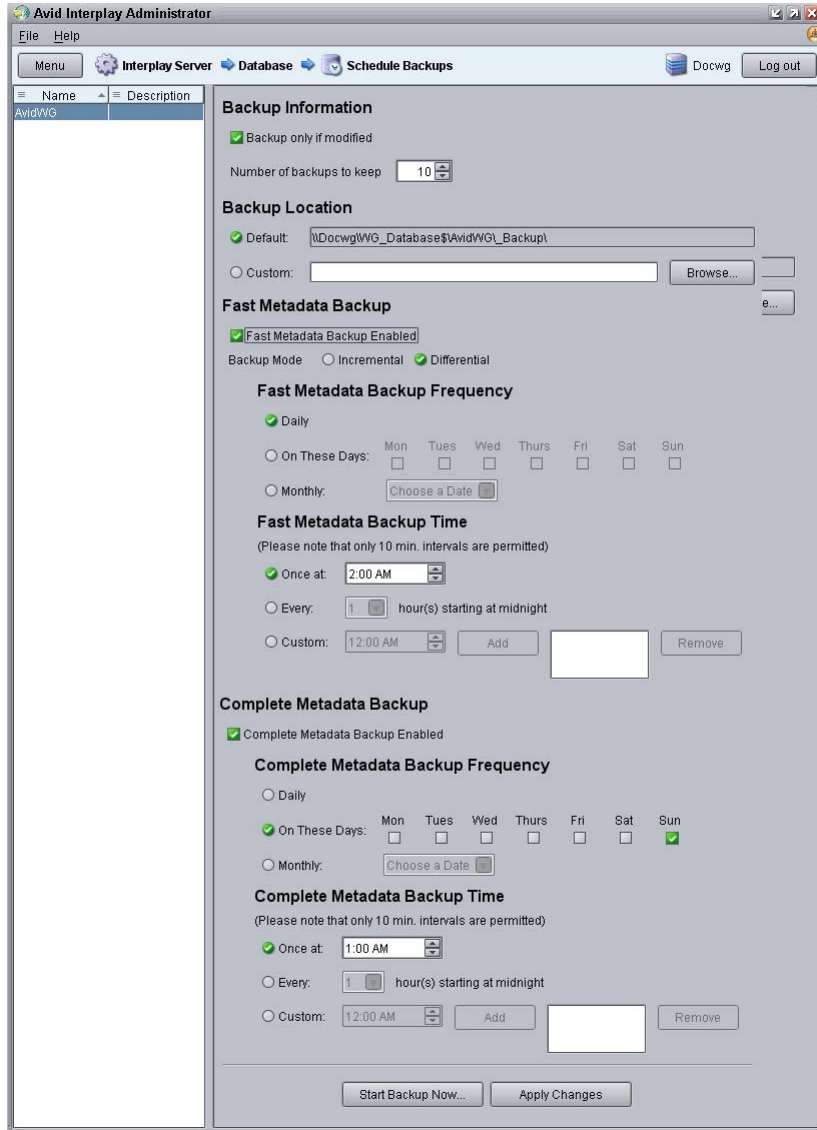 Avid Interplay Administrator
File Help
Menu Interplay Server Database Schedule Backups Docwg Log out
Name Description
AvidWG
Backup Information
Backup only if modified
Number of backups to keep 10
Backup Location
Default: \\Docwg\WG_Database$\AvidWG\_Backup\
Custom: Browse...
e...
Fast Metadata Backup
Fast Metadata Backup Enabled
Backup Mode Incremental Differential
Fast Metadata Backup Frequency
Daily
Mon Tues Wed Thurs Fri Sat Sun
On These Days:
Monthly: Choose a Date
Fast Metadata Backup Time
(Please note that only 10 min. intervals are permitted)
Once at: 2:00 AM
Every: 1 hour(s) starting at midnight
Custom: 12:00 AM Add Remove
Complete Metadata Backup
Complete Metadata Backup Enabled
Complete Metadata Backup Frequency
Daily
Mon Tues Wed Thurs Fri Sat Sun
On These Days:
Monthly: Choose a Date
Complete Metadata Backup Time
(Please note that only 10 min. intervals are permitted)
Once at: 1:00 AM
Every: 1 hour(s) starting at midnight
Custom: 12:00 AM Add Remove
Start Backup Now... Apply Changes